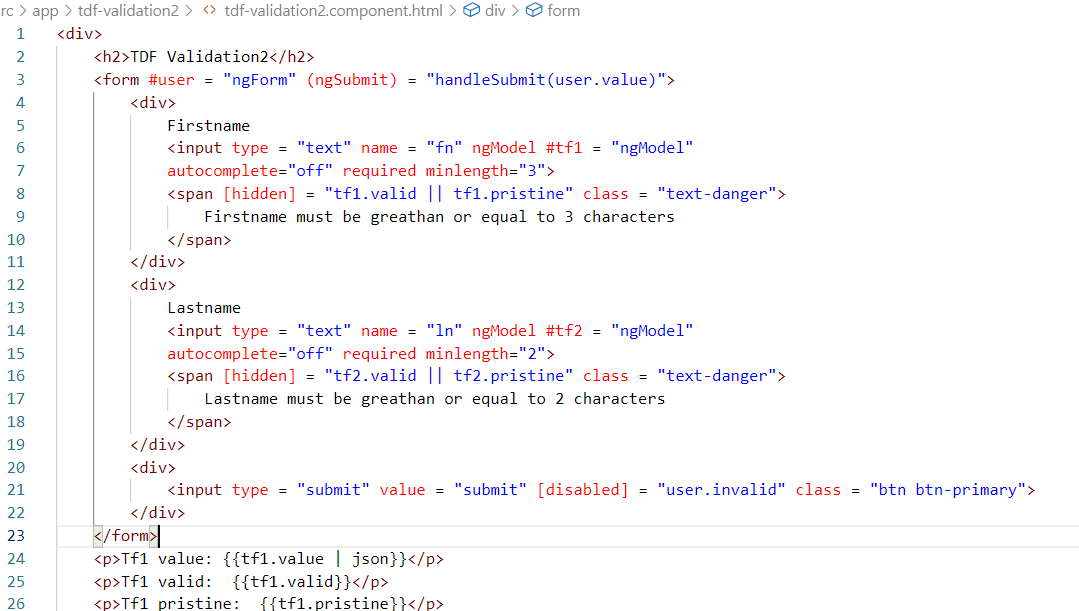 rc > app > tdf-validation2 > <> tdf-validation2.component.html > div > form
1 <div>
2 <h2>TDF Validation2</h2>
3 <form #user = "ngForm" (ngSubmit) = "handleSubmit(user.value)">
4 <div>
5 Firstname
6 <input type = "text" name = "fn" ngModel #tf1 = "ngModel"
7 autocomplete="off" required minlength="3">
8 <span [hidden] = "tf1.valid || tf1.pristine" class = "text-danger">
9 Firstname must be greathan or equal to 3 characters
10 </span>
11 </div>
12 <div>
13 Lastname
14 <input type = "text" name = "ln" ngModel #tf2 = "ngModel"
15 autocomplete="off" required minlength="2">
16 <span [hidden] = "tf2.valid || tf2.pristine" class = "text-danger">
17 Lastname must be greathan or equal to 2 characters
18 </span>
19 </div>
20 <div>
21 <input type = "submit" value = "submit" [disabled] = "user.invalid" class = "btn btn-primary">
22 </div>
23 </form>
24 <p>Tf1 value: {{tf1.value | json}}</p>
25 <p>Tf1 valid:  {{tf1.valid}}</p>
26 <p>Tf1 pristine:  {{tf1.pristine}}</p>